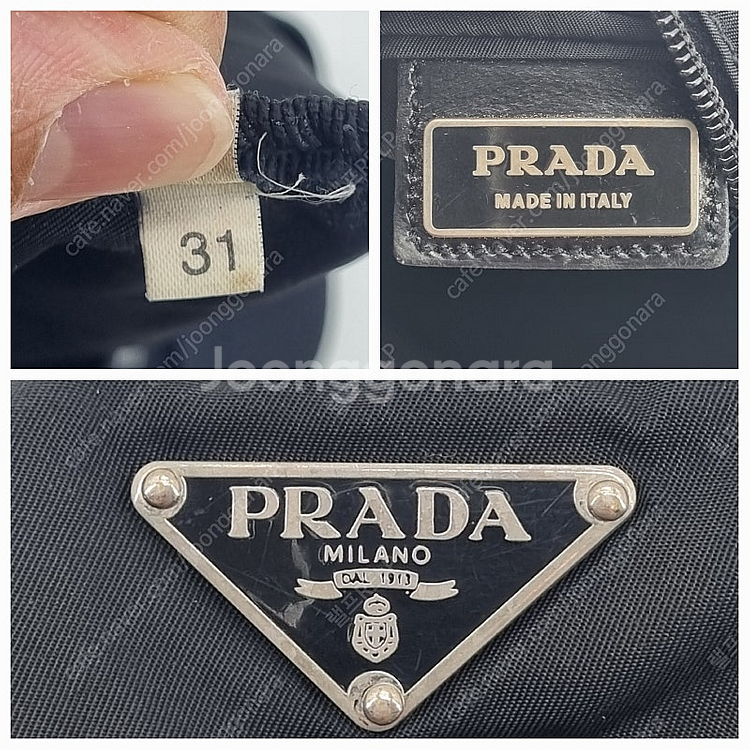 31
PRADA
MADE IN ITALY
Joonggonara
PRADA
MILANO
DAL 1913
cafe.naver.com/joonggonara